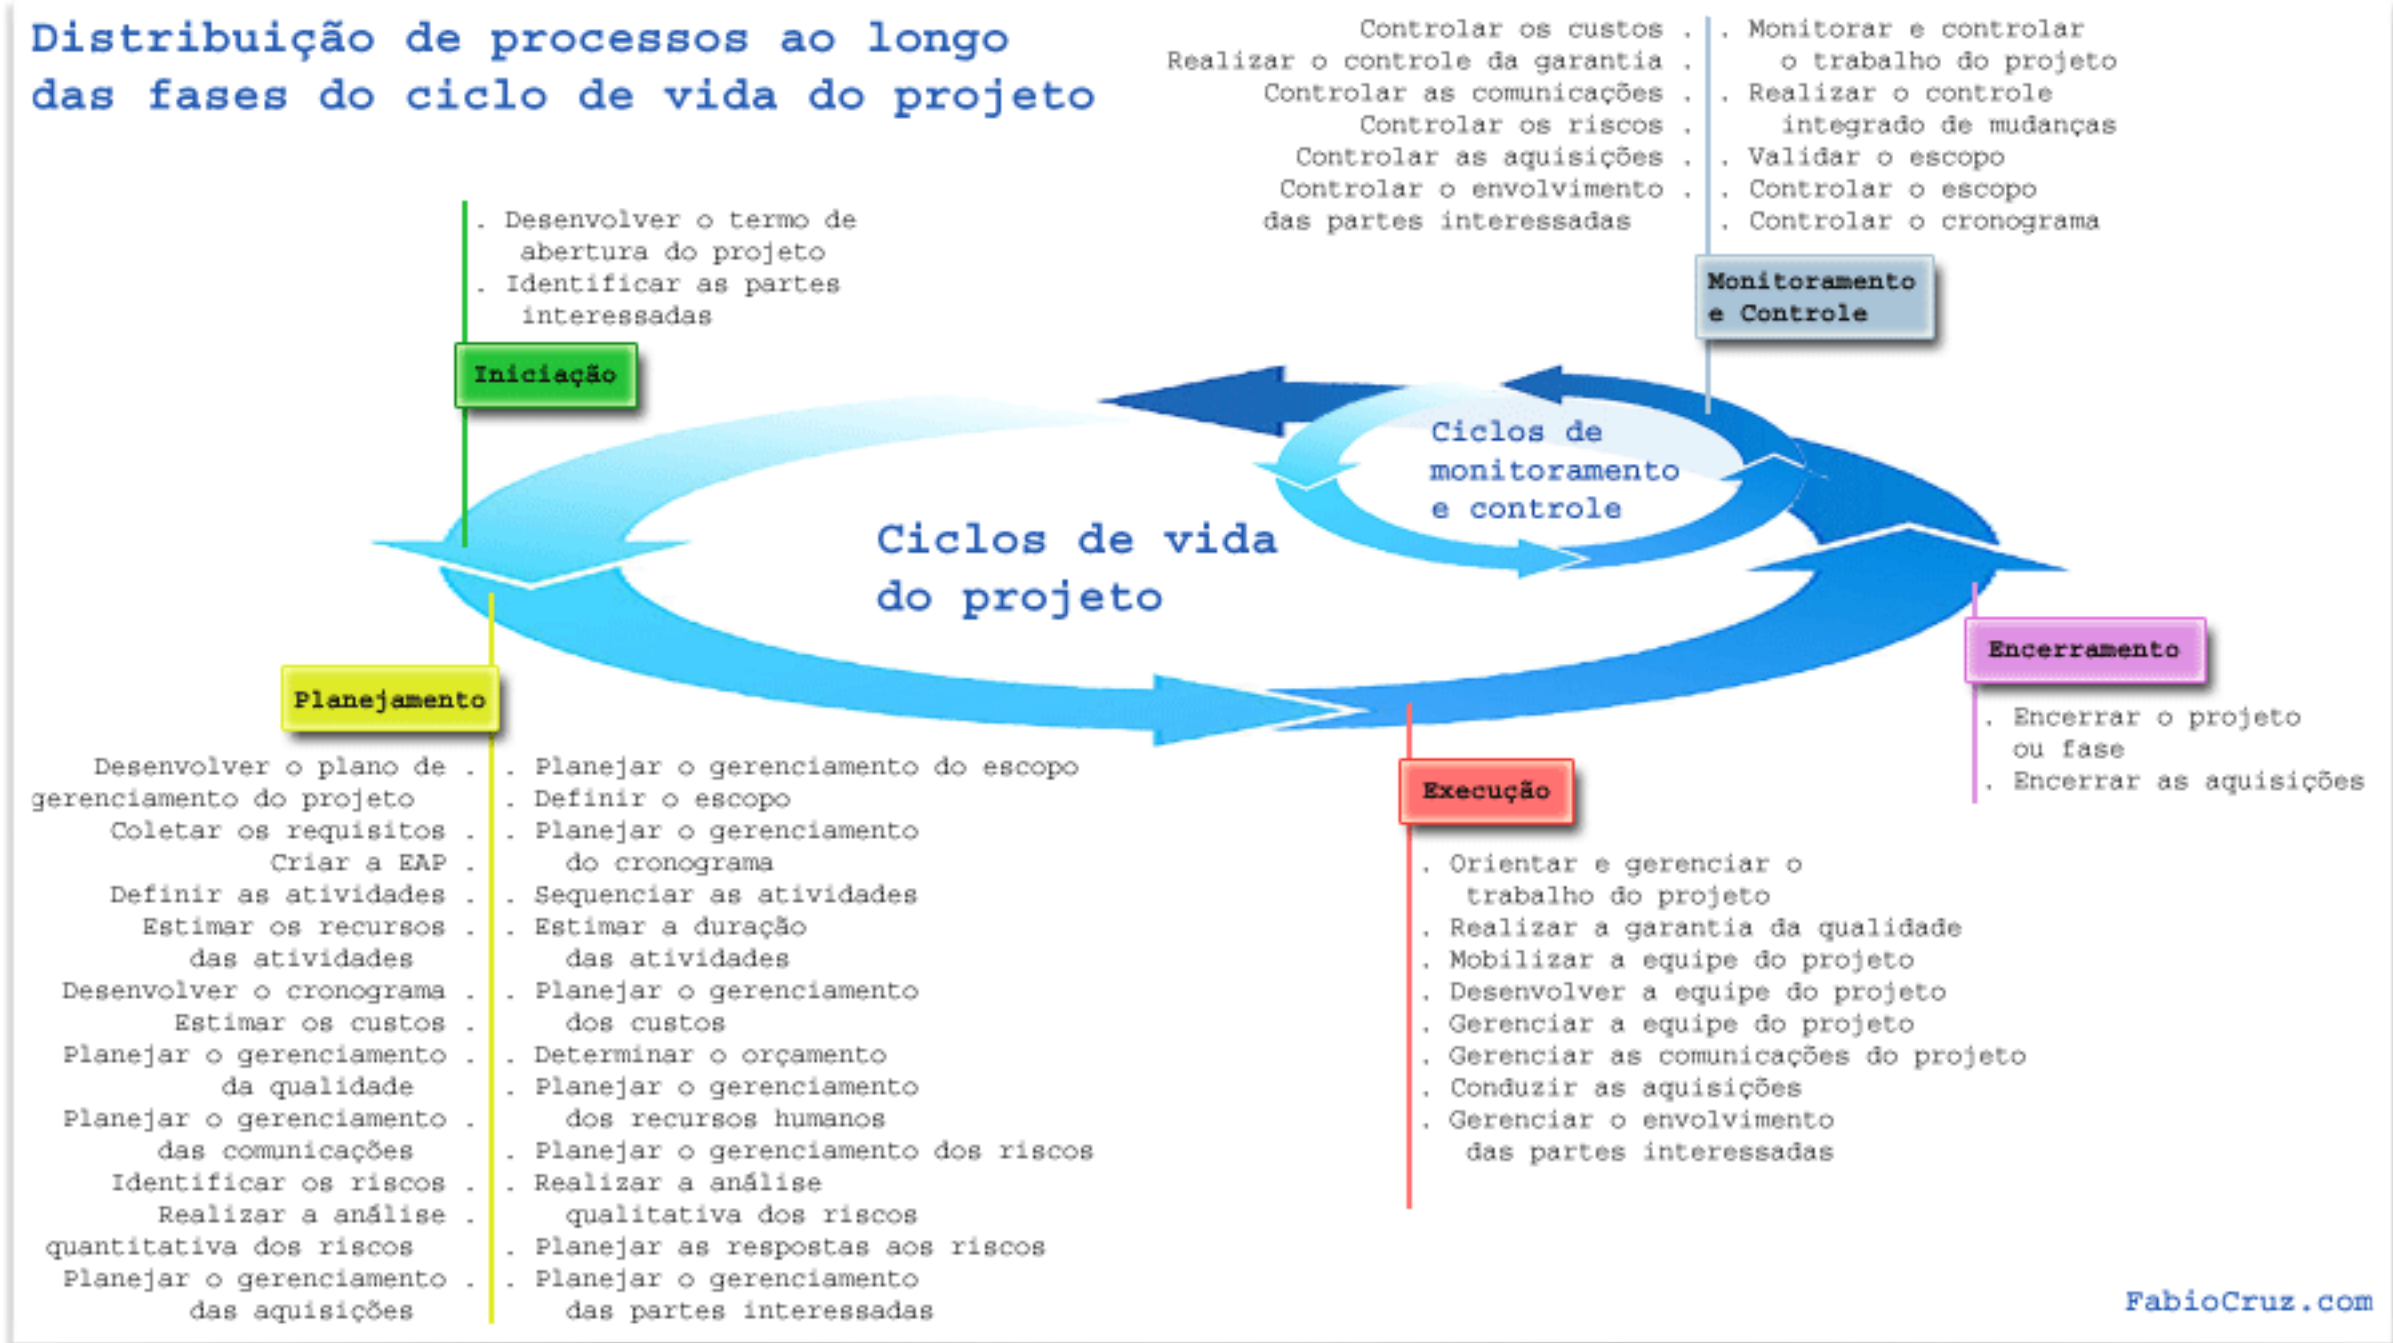 Distribuição de processos ao longo
das fases do ciclo de vida do projeto
Controlar os custos .
Realizar o controle da garantia .
Controlar as comunicações .
Controlar os riscos .
Controlar as aquisições .
Controlar o envolvimento .
das partes interessadas
. Monitorar e controlar
o trabalho do projeto
. Realizar o controle
integrado de mudanças
. Validar o escopo
. Controlar o escopo
. Controlar o cronograma
Monitoramento
e Controle
. Desenvolver o termo de
abertura do projeto
. Identificar as partes
interessadas
Iniciação
Ciclos de
monitoramento
e controle
Ciclos de vida
do projeto
Planejamento
Desenvolver o plano de .
gerenciamento do projeto
Coletar os requisitos .
Criar a EAP .
Definir as atividades .
Estimar os recursos .
das atividades
Desenvolver o cronograma .
Estimar os custos .
Planejar o gerenciamento .
da qualidade
Planejar o gerenciamento .
das comunicações
Identificar os riscos .
Realizar a análise .
quantitativa dos riscos
Planejar o gerenciamento .
das aquisições
. Planejar o gerenciamento do escopo
. Definir o escopo
. Planejar o gerenciamento
do cronograma
. Sequenciar as atividades
. Estimar a duração
das atividades
. Planejar o gerenciamento
dos custos
. Determinar o orçamento
. Planejar o gerenciamento
dos recursos humanos
. Planejar o gerenciamento dos riscos
. Realizar a análise
qualitativa dos riscos
. Planejar as respostas aos riscos
. Planejar o gerenciamento
das partes interessadas
Execução
. Orientar e gerenciar o
trabalho do projeto
. Realizar a garantia da qualidade
. Mobilizar a equipe do projeto
. Desenvolver a equipe do projeto
. Gerenciar a equipe do projeto
. Gerenciar as comunicações do projeto
. Conduzir as aquisições
. Gerenciar o envolvimento
das partes interessadas
Encerramento
. Encerrar o projeto
ou fase
. Encerrar as aquisições
FabioCruz.com